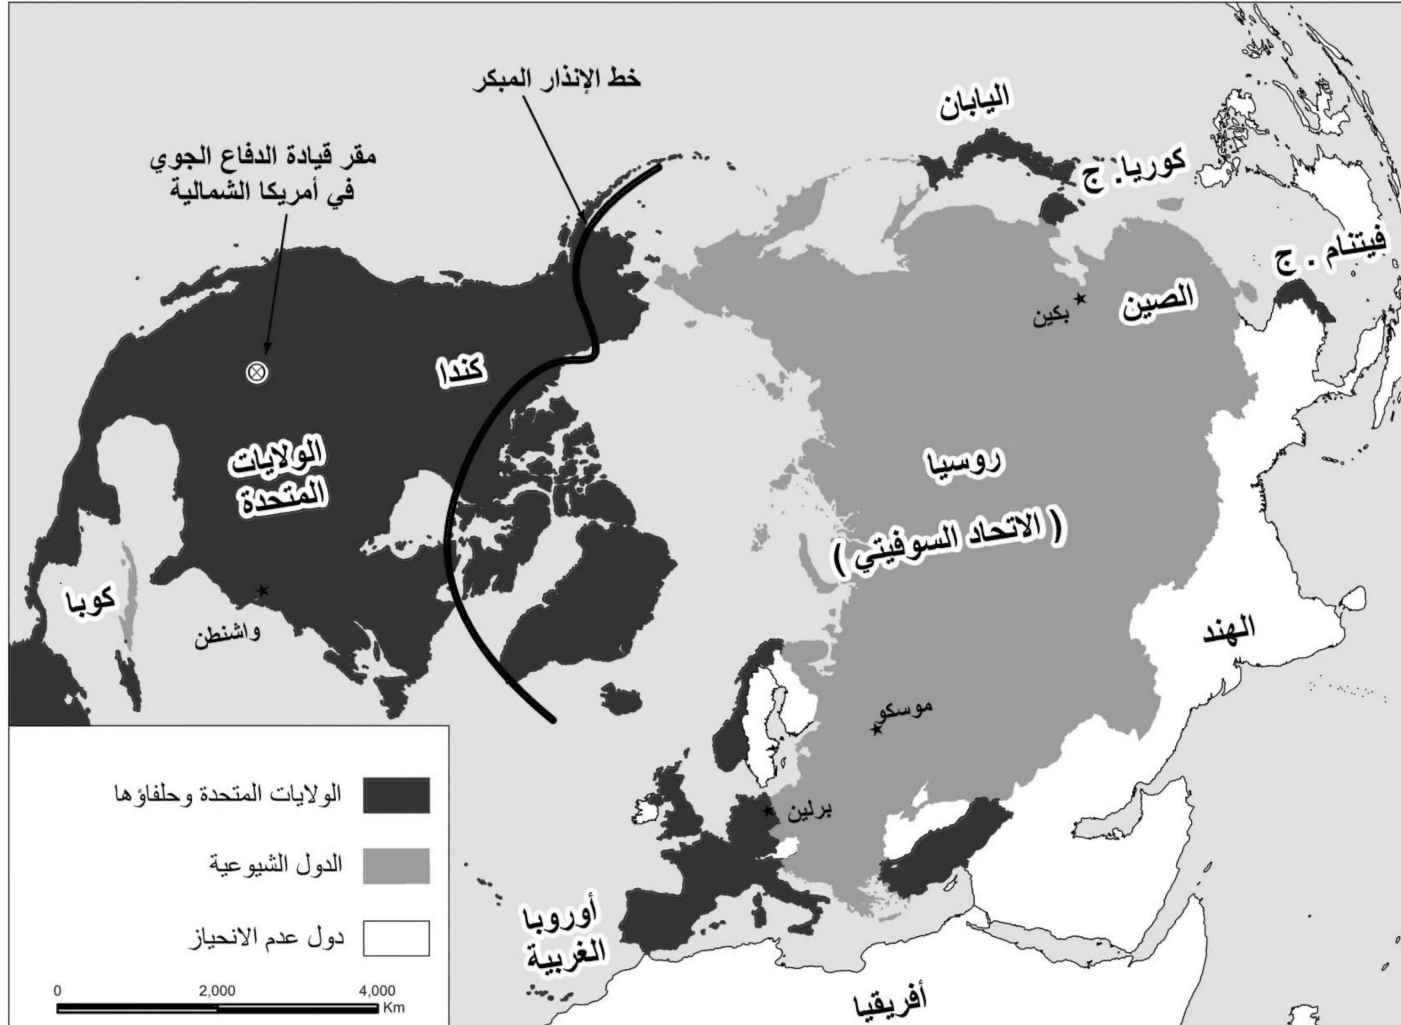 خط الإنذار المبكر
مقر قيادة الدفاع الجوي
في أمريكا الشمالية
اليابان
كوريا. ج
فيتنام . ج
الصين
بكين
كندا
الولايات
المتحدة
روسيا
( الاتحاد السوفيتي )
كوبا
واشنطن
الهند
موسكو
برلين
أوروبا
الغربية
أفريقيا
الولايات المتحدة وحلفاؤها
الدول الشيوعية
دول عدم الانحياز
0 2,000 4,000
Km